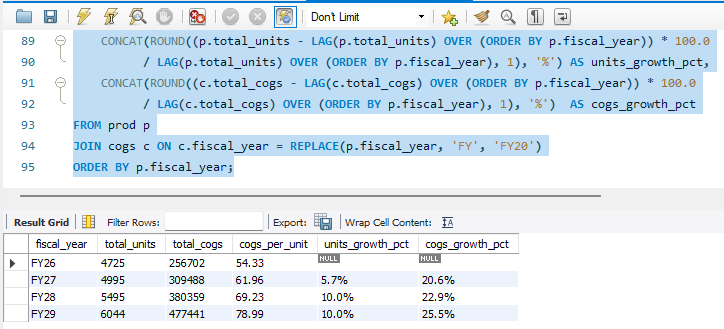 Don't Limit
89 CONCAT(ROUND((p.total_units - LAG(p.total_units) OVER (ORDER BY p.fiscal_year)) * 100.0
90 / LAG(p.total_units) OVER (ORDER BY p.fiscal_year), 1), '%') AS units_growth_pct,
91 CONCAT(ROUND((c.total_cogs - LAG(c.total_cogs) OVER (ORDER BY p.fiscal_year)) * 100.0
92 / LAG(c.total_cogs) OVER (ORDER BY p.fiscal_year), 1), '%')  AS cogs_growth_pct
93 FROM prod p
94 JOIN cogs c ON c.fiscal_year = REPLACE(p.fiscal_year, 'FY', 'FY20')
95 ORDER BY p.fiscal_year;
Result Grid Filter Rows: Export: Wrap Cell Content: IA
fiscal_year total_units total_cogs cogs_per_unit units_growth_pct cogs_growth_pct
FY26 4725 256702 54.33 NULL NULL
FY27 4995 309488 61.96 5.7% 20.6%
FY28 5495 380359 69.23 10.0% 22.9%
FY29 6044 477441 78.99 10.0% 25.5%